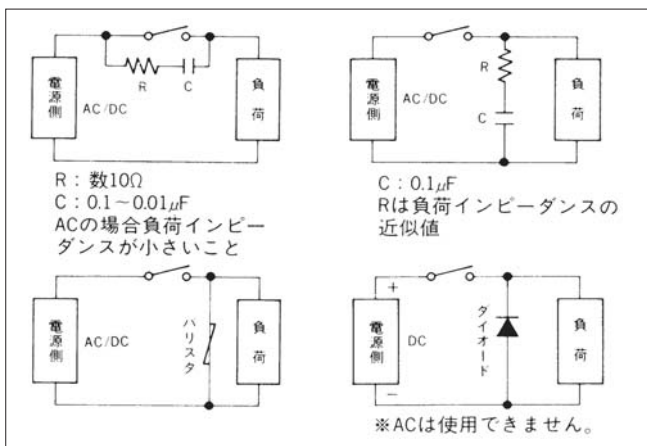 電源側
AC/DC
R
C
負荷
R：数10Ω
C：0.1～0.01μF
ACの場合負荷インピー
ダンスが小さいこと
電源側
AC/DC
R
C
負荷
C：0.1μF
Rは負荷インピーダンスの
近似値
電源側
AC/DC
バリスタ
負荷
電源側
+
DC
−
ダイオード
負荷
※ACは使用できません。